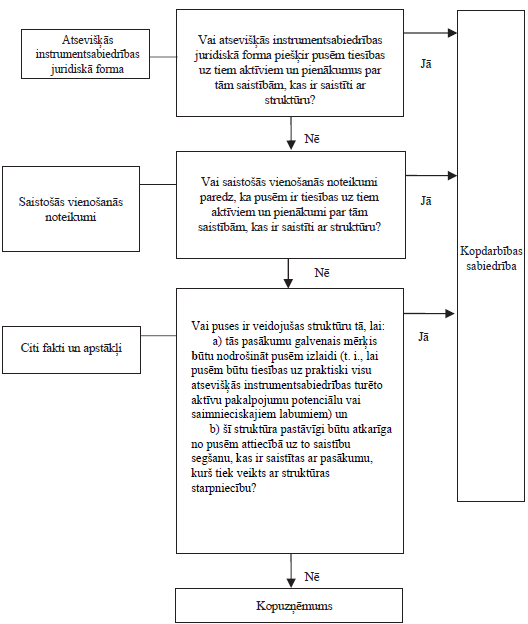 Atsevišķās
instrumentsabiedrības
juridiskā forma
Vai atsevišķās instrumentsabiedrības
juridiskā forma piešķir pusēm tiesības
uz tiem aktīviem un pienākumus par
tām saistībām, kas ir saistīti ar
struktūru?
Jā
Nē
Saistošās vienošanās
noteikumi
Vai saistošās vienošanās noteikumi
paredz, ka pusēm ir tiesības uz tiem
aktīviem un pienākumi par tām
saistībām, kas ir saistīti ar struktūru?
Jā
Kopdarbības
sabiedrība
Nē
Citi fakti un apstākļi
Vai puses ir veidojušas struktūru tā, lai:
a) tās pasākumu galvenais mērķis
būtu nodrošināt pusēm izlaidi (t. i., lai
pusēm būtu tiesības uz praktiski visu
atsevišķās instrumentsabiedrības turēto
aktīvu pakalpojumu potenciālu vai
saimnieciskajiem labumiem) un
b) šī struktūra pastāvīgi būtu atkarīga
no pusēm attiecībā uz to saistību
segšanu, kas ir saistītas ar pasākumu,
kurš tiek veikts ar struktūras
starpniecību?
Jā
Nē
Kopuzņēmums